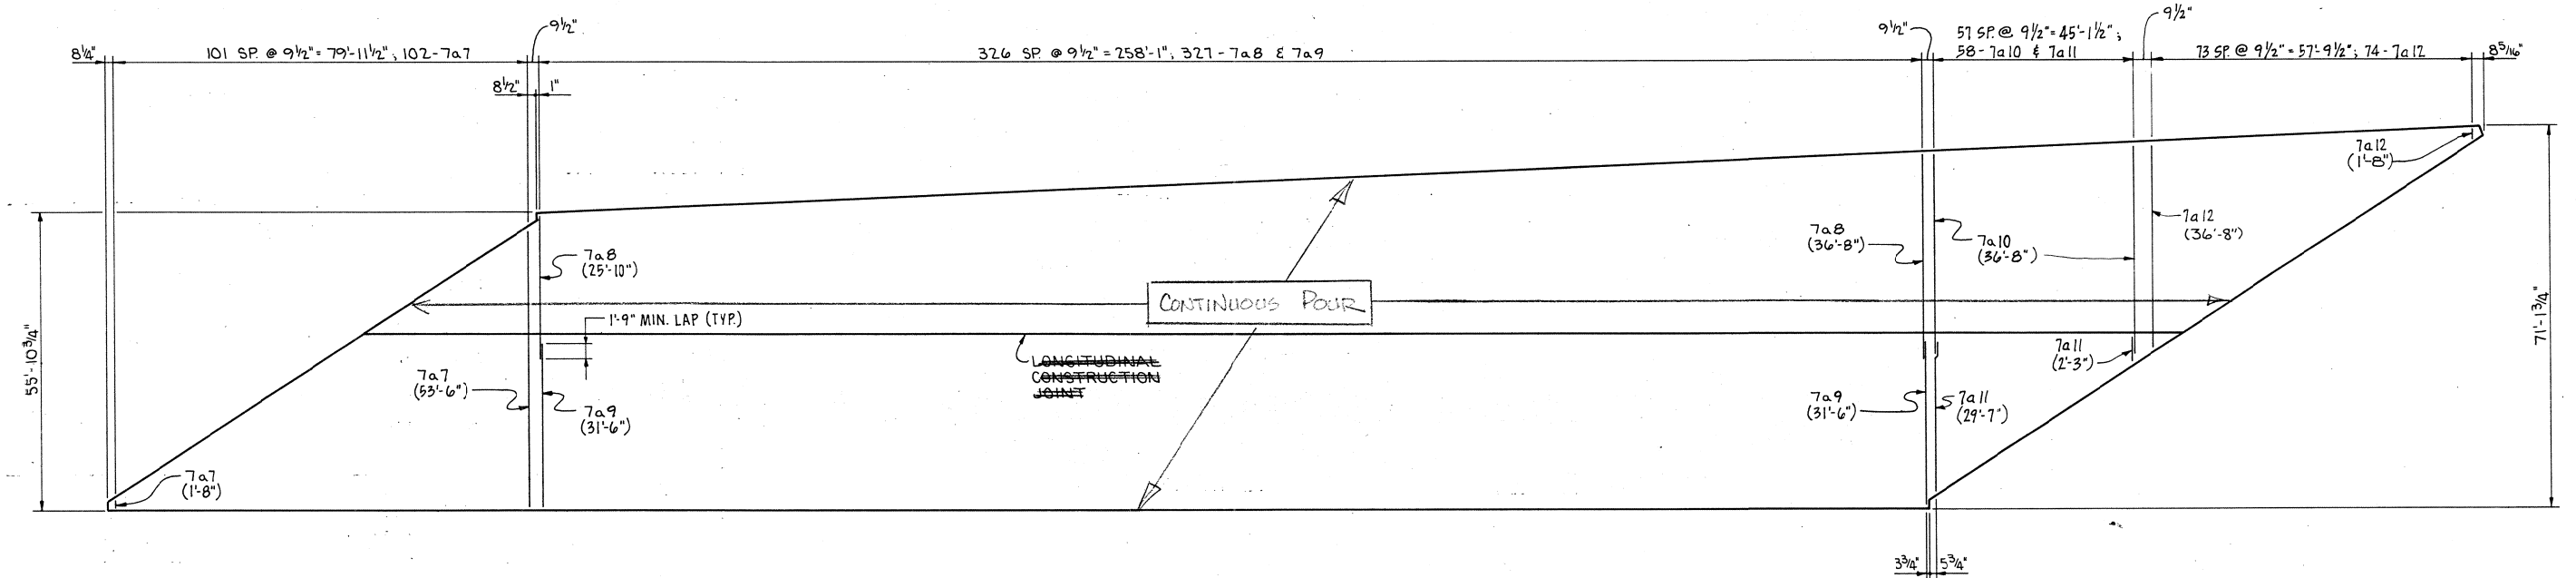 9½"
9½"
9½"
57 SP. @ 9½" = 45'-1½";
8¼"
101 SP. @ 9½" = 79'-11½"; 102-7a7
326 SP. @ 9½" = 258'-1"; 327-7a8 & 7a9
58-7a10 & 7a11
73 SP. @ 9½" = 57'-9½"; 74-7a12
8 5/16"
8½"
1"
7a12
(1'-8")
7a8
(25'-10")
7a8
(36'-8")
7a10
(36'-8")
7a12
(36'-8")
CONTINUOUS POUR
1'-9" MIN. LAP (TYP.)
55'-10¾"
71'-1¾"
LONGITUDINAL
CONSTRUCTION
JOINT
7a11
(2'-3")
7a7
(53'-6")
7a9
(31'-6")
7a9
(31'-6")
7a11
(29'-7")
7a7
(1'-8")
3¾"
5¾"